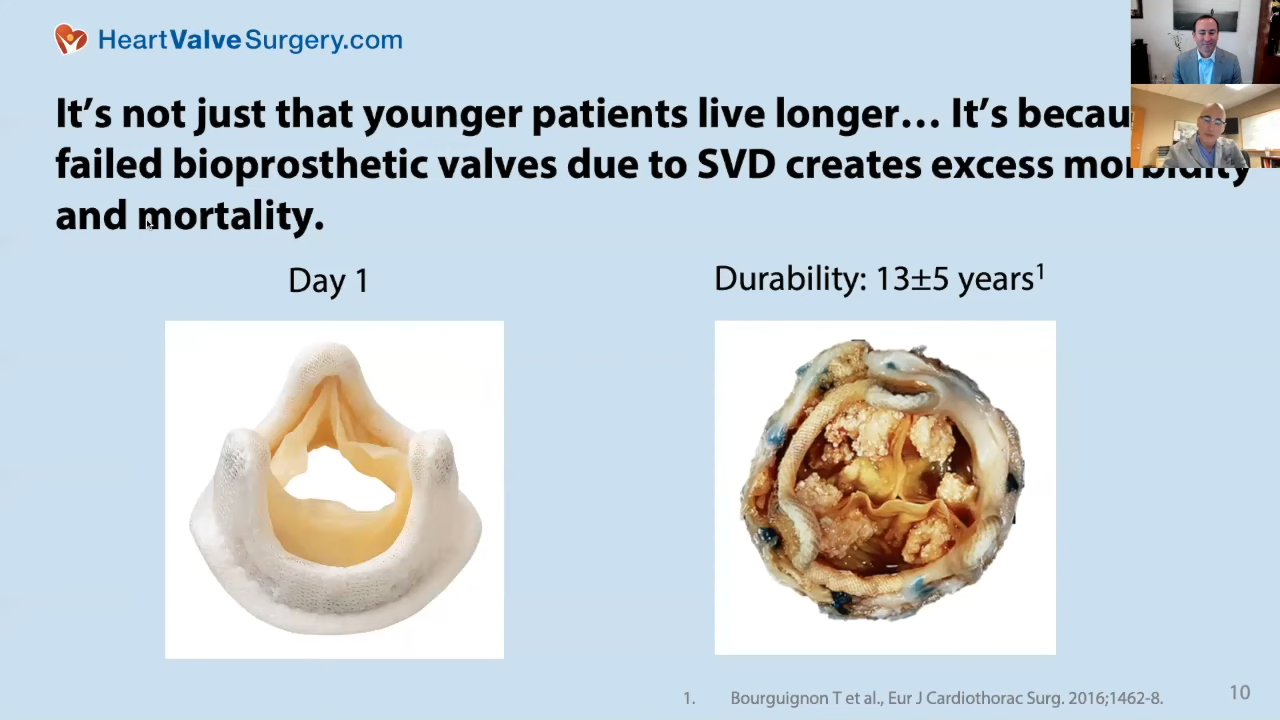 HeartValveSurgery.com
It’s not just that younger patients live longer… It’s becau
failed bioprosthetic valves due to SVD creates excess morbidity
and mortality.
Day 1
Durability: 13±5 years¹
1. Bourguignon T et al., Eur J Cardiothorac Surg. 2016;1462-8.
10